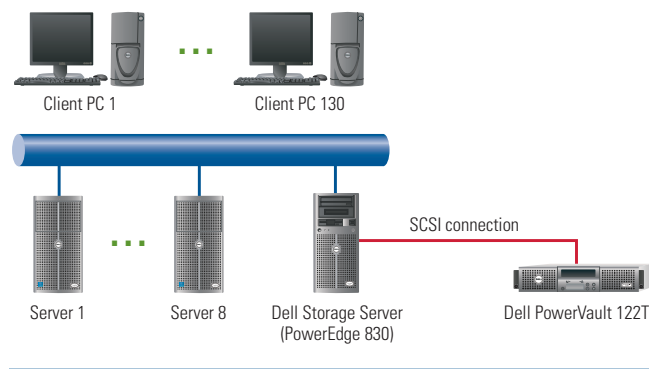 Client PC 1
Client PC 130
SCSI connection
Server 1
Server 8
Dell Storage Server
(PowerEdge 830)
Dell PowerVault 122T